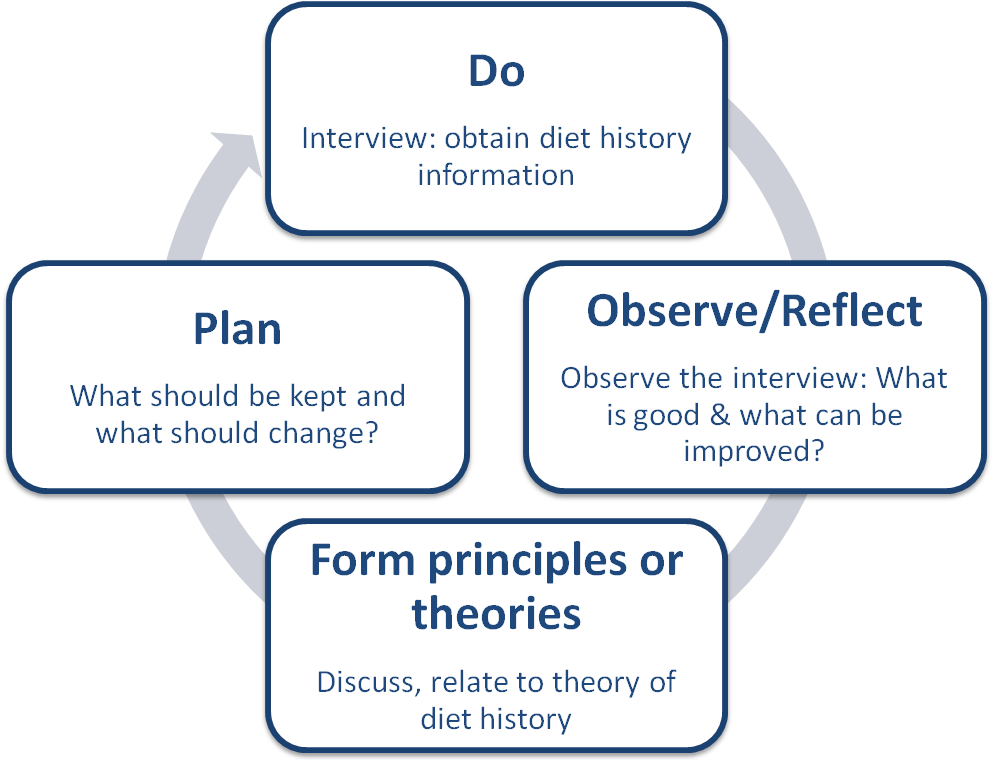 Do
Interview: obtain diet history
information
Plan
What should be kept and
what should change?
Observe/Reflect
Observe the interview: What
is good & what can be
improved?
Form principles or
theories
Discuss, relate to theory of
diet history